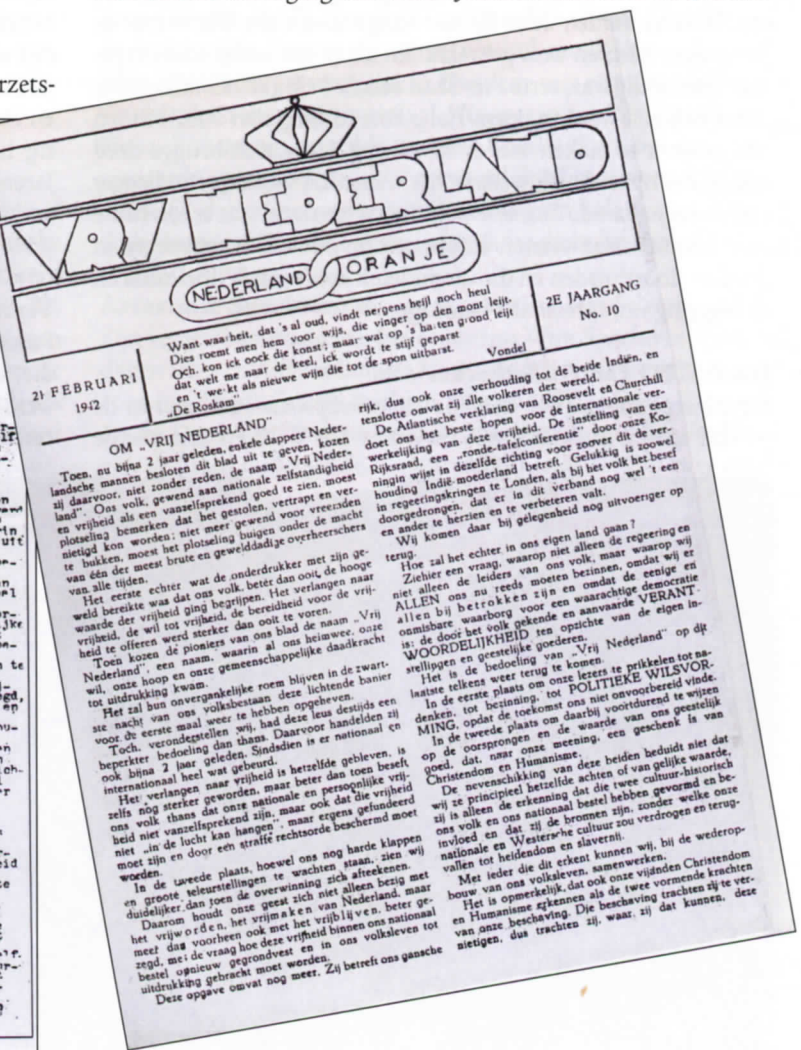 rzets-
VRY NEDERLAND
NEDERLAND
ORANJE
21 FEBRUARI
1942
Want waarheit, dat 's al oud, vindt nergens heijl noch heul
Dies roemt men hem voor wijs, die vinger op den mont leijt.
Och, kon ick oock die konst; maar wat op 's harten grond leijt
dat welt me naar de keel, ick wordt te stijf geparst
en 't werkt als nieuwe wijn die tot de spon uitbarst.
„De Roskam"
Vondel
2E JAARGANG
No. 10
OM „VRIJ NEDERLAND"
Toen, nu bijna 2 jaar geleden, enkele dappere Neder-
landsche mannen besloten dit blad uit te geven, kozen
zij daarvoor, niet zonder reden, de naam „Vrij Neder-
land". Ons volk, gewend aan nationale zelfstandigheid
en vrijheid als een vanzelfsprekend goed te zien, moest
plotseling bemerken dat het gestolen, vertrapt en ver-
nietigd kon worden; niet meer gewend voor vreemden
te bukken, moest het plotseling buigen onder de macht
van één der meest brute en gewelddadige overheerschers
van alle tijden.
Het eerste echter wat de onderdrukker met zijn ge-
weld bereikte was dat ons volk, beter dan ooit, de hooge
waarde der vrijheid ging begrijpen. Het verlangen naar
vrijheid, de wil tot vrijheid, de bereidheid voor de vrij-
heid te offeren werd sterker dan ooit te voren.
Toen kozen de pioniers van ons blad de naam „Vrij
Nederland", een naam, waarin al ons heimwee, onze
wil, onze hoop en onze gemeenschappelijke daadkracht
tot uitdrukking kwam.
Het zal hun onvergankelijke roem blijven in de zwart-
ste nacht van ons volksbestaan deze lichtende banier
voor de eerste maal weer te hebben opgeheven.
Toch, veronderstellen wij, had deze leus destijds een
beperkter bedoeling dan thans. Daarvoor handelden zij
ook bijna 2 jaar geleden. Sindsdien is er nationaal en
internationaal heel wat gebeurd.
Het verlangen naar vrijheid is hetzelfde gebleven, is
zelfs nog sterker geworden, maar beter dan toen beseft
ons volk thans dat onze nationale en persoonlijke vrij-
heid niet vanzelfsprekend zijn, maar ook dat die vrijheid
niet „in de lucht kan hangen", maar ergens gefundeerd
moet zijn en door een straffe rechtsorde beschermd moet
worden.
In de tweede plaats, hoewel ons nog harde klappen
en groote teleurstellingen te wachten staan, zien wij
duidelijker dan toen de overwinning zich afteekenen.
Daarom houdt onze geest zich niet alleen bezig met
het vrijworden, het vrijmaken van Nederland, maar
meer dan voorheen ook met het vrijblijven, beter ge-
zegd, met de vraag hoe deze vrijheid binnen ons nationaal
bestel opnieuw gegrondvest en in ons volksleven tot
uitdrukking gebracht moet worden.
Deze opgave omvat nog meer. Zij betreft ons gansche
rijk, dus ook onze verhouding tot de beide Indiën, en
tenslotte omvat zij alle volkeren der wereld.
De Atlantische verklaring van Roosevelt en Churchill
doet ons het beste hopen voor de internationale ver-
werkelijking van deze vrijheid. De instelling van een
Rijksraad, een „ronde-tafelconferentie" door onze Ko-
ningin wijst in dezelfde richting voor zoover dit de ver-
houding Indië-moederland betreft. Gelukkig is zoowel
in regeeringskringen te Londen, als bij het volk het besef
doorgedrongen, dat er in dit verband nog wel 't een
en ander te herzien en te verbeteren valt.
Wij komen daar bij gelegenheid nog uitvoeriger op
terug.
Hoe zal het echter in ons eigen land gaan?
Ziehier een vraag, waarop niet alleen de regeering en
niet alleen de leiders van ons volk, maar waarop wij
ALLEN ons nu reeds moeten bezinnen, omdat wij er
allen bij betrokken zijn en omdat de eenige en
onmisbare waarborg voor een waarachtige democratie
is: de door het volk gekende en aanvaarde VERANT-
WOORDELIJKHEID ten opzichte van de eigen in-
stellingen en geestelijke goederen.
Het is de bedoeling van „Vrij Nederland" op dit
laatste telkens weer terug te komen.
In de eerste plaats om onze lezers te prikkelen tot na-
denken, tot bezinning, tot POLITIEKE WILSVOR-
MING, opdat de toekomst ons niet onvoorbereid vinde.
In de tweede plaats om daarbij voortdurend te wijzen
op de oorsprongen en de waarde van ons geestelijk
goed, dat, naar onze meening, een geschenk is van
Christendom en Humanisme.
De nevenschikking van deze beiden beduidt niet dat
wij ze principieel hetzelfde achten of van gelijke waarde,
zij is alleen de erkenning dat die twee cultuur-historisch
ons volk en ons nationaal bestel hebben gevormd en be-
invloed en dat zij de bronnen zijn, zonder welke onze
nationale en Westersche cultuur zou verdrogen en terug-
vallen tot heidendom en slavernij.
Met ieder die dit erkent kunnen wij, bij de wederop-
bouw van ons volksleven, samenwerken.
Het is opmerkelijk, dat ook onze vijanden Christendom
en Humanisme erkennen als de twee vormende krachten
van onze beschaving. Die beschaving trachten zij te ver-
nietigen, dus trachten zij, waar zij dat kunnen, deze